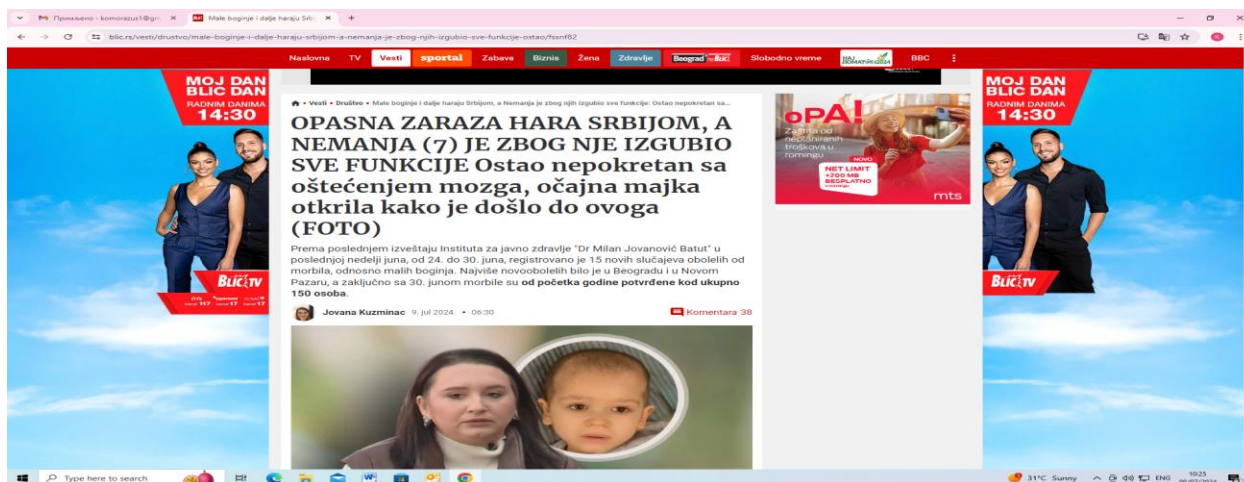 Примљено - komorazus1@gm
Male boginje i dalje haraju Srb
blic.rs/vesti/drustvo/male-boginje-i-dalje-haraju-srbijom-a-nemanja-je-zbog-njih-izgubio-sve-funkcije-ostao/fssnf82
Naslovna TV Vesti sportal Zabava Biznis Žena Zdravlje Beograd Blic Slobodno vreme BBC
MOJ DAN
BLIC DAN
RADNIM DANIMA
14:30
BLIC TV
Vesti • Društvo • Male boginje i dalje haraju Srbijom, a Nemanja je zbog njih izgubio sve funkcije: Ostao nepokretan sa...
OPASNA ZARAZA HARA SRBIJOM, A
NEMANJA (7) JE ZBOG NJE IZGUBIO
SVE FUNKCIJE Ostao nepokretan sa
oštećenjem mozga, očajna majka
otkrila kako je došlo do ovoga
(FOTO)
Prema poslednjem izveštaju Instituta za javno zdravlje "Dr Milan Jovanović Batut" u
poslednjoj nedelji juna, od 24. do 30. juna, registrovano je 15 novih slučajeva obolelih od
morbila, odnosno malih boginja. Najviše novoobolelih bilo je u Beogradu i u Novom
Pazaru, a zaključno sa 30. junom morbile su od početka godine potvrđene kod ukupno
150 osoba.
Jovana Kuzminac 9. jul 2024 • 06:30
Komentara 38
oPA!
Zaštita od
neplaniranih
troškova u
romingu
NOVO
NET LIMIT
+200 MB
BESPLATNO
mts
MOJ DAN
BLIC DAN
RADNIM DANIMA
14:30
BLIC TV
Type here to search
31°C Sunny
ENG
10:25
09/07/2024